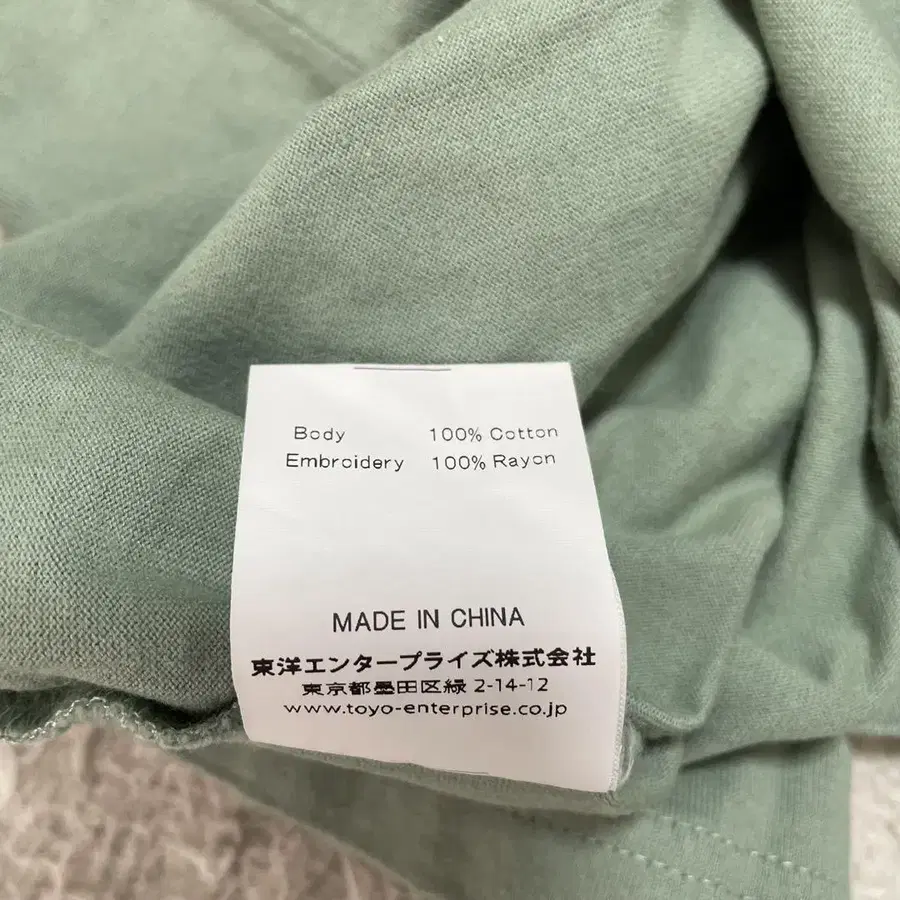 Body 100% Cotton
Embroidery 100% Rayon
MADE IN CHINA
東洋エンタープライズ株式会社
東京都墨田区緑 2-14-12
www.toyo-enterprise.co.jp